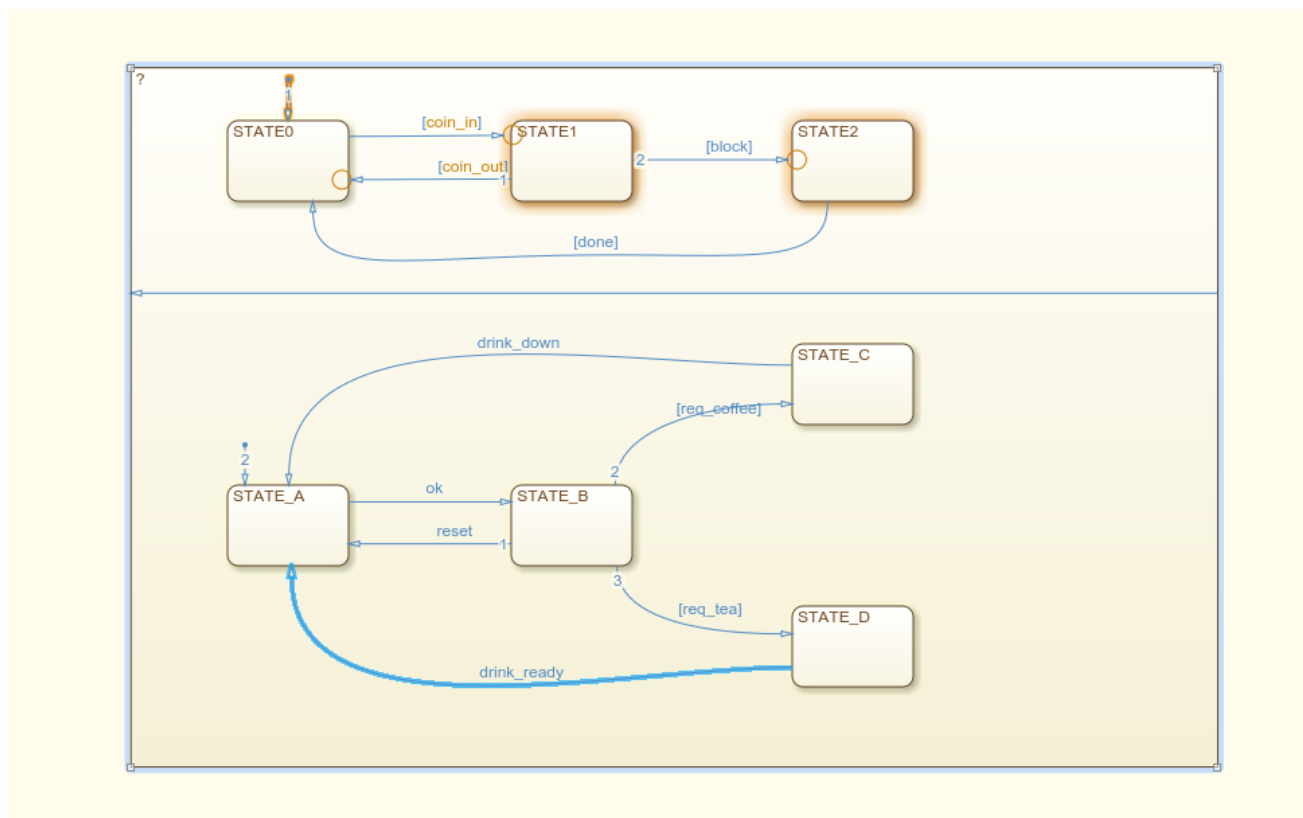 ?
1
STATE0
[coin_in]
STATE1
[coin_out]
1
2
[block]
STATE2
[done]
drink_down
STATE_C
[req_coffee]
2
2
STATE_A
ok
STATE_B
reset
1
3
[req_tea]
STATE_D
drink_ready